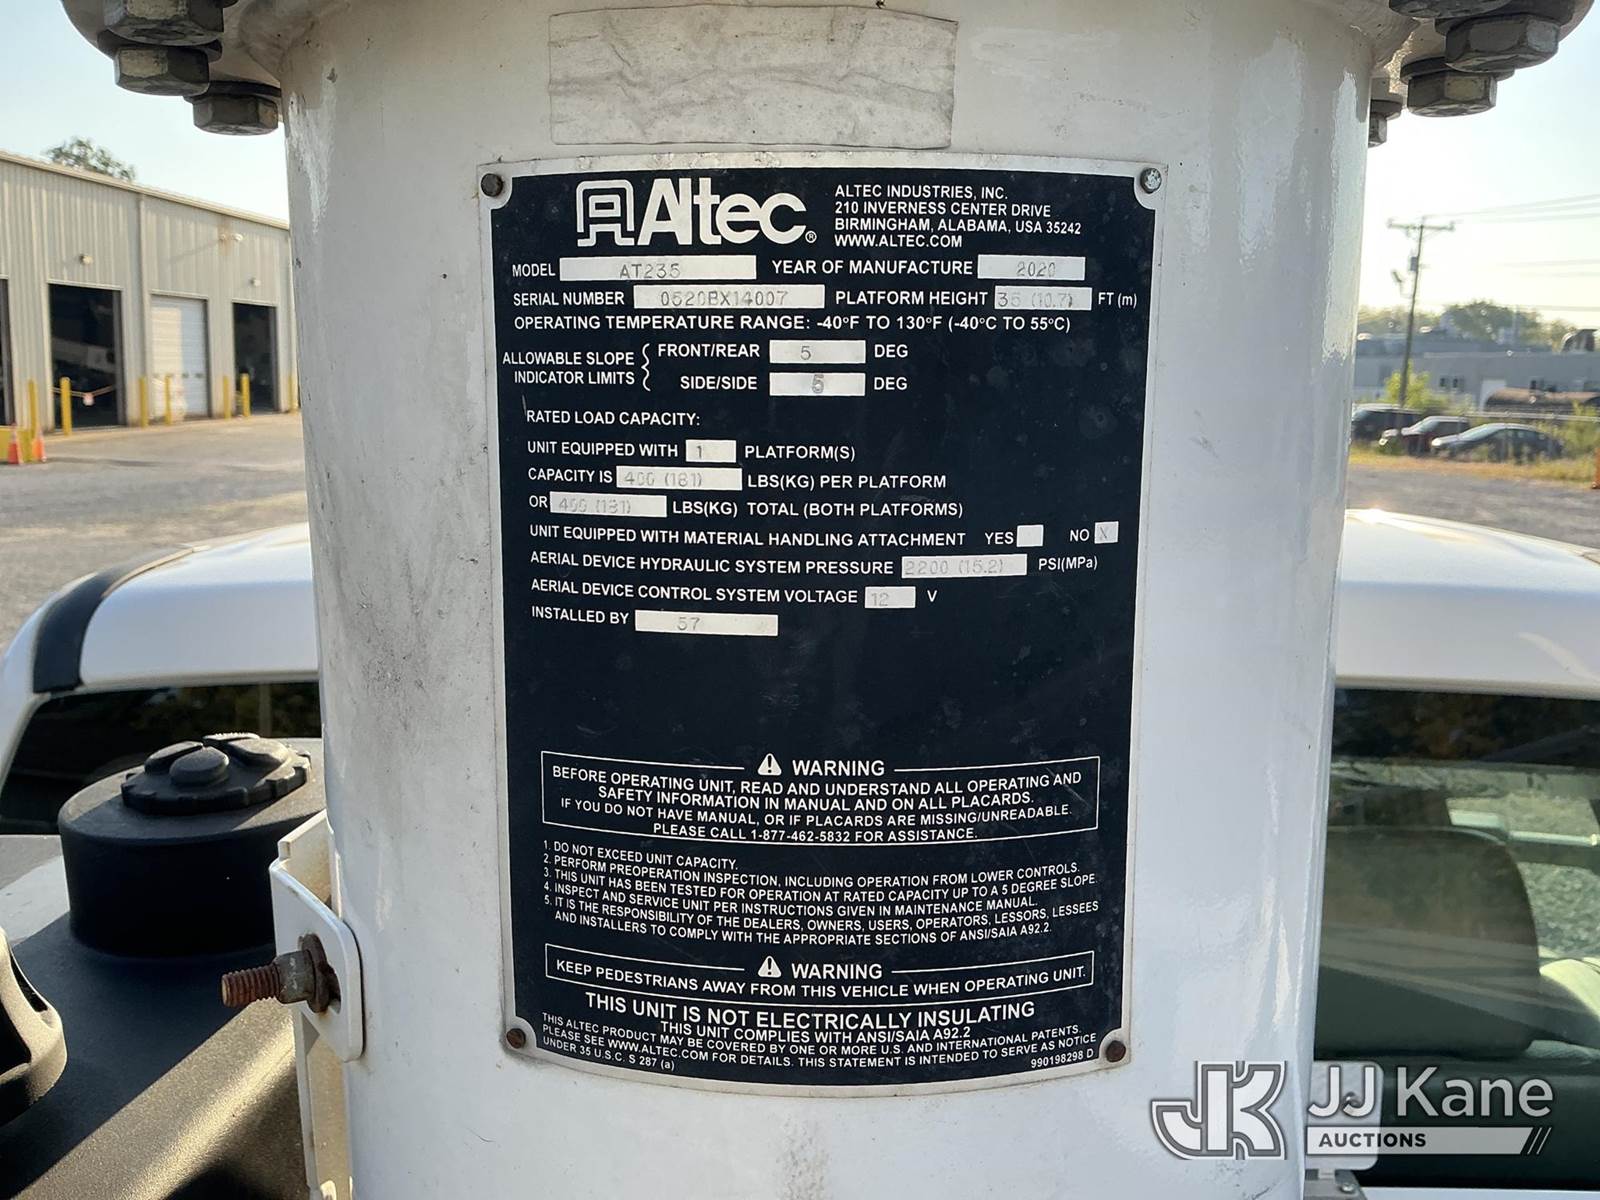 Altec®
ALTEC INDUSTRIES, INC.
210 INVERNESS CENTER DRIVE
BIRMINGHAM, ALABAMA, USA 35242
WWW.ALTEC.COM
MODEL AT235 YEAR OF MANUFACTURE 2020
SERIAL NUMBER 0620BX14007 PLATFORM HEIGHT 35 (10.7) FT (m)
OPERATING TEMPERATURE RANGE: -40°F TO 130°F (-40°C TO 55°C)
ALLOWABLE SLOPE INDICATOR LIMITS { FRONT/REAR 5 DEG
SIDE/SIDE 5 DEG
RATED LOAD CAPACITY:
UNIT EQUIPPED WITH 1 PLATFORM(S)
CAPACITY IS 400 (181) LBS(KG) PER PLATFORM
OR 400 (181) LBS(KG) TOTAL (BOTH PLATFORMS)
UNIT EQUIPPED WITH MATERIAL HANDLING ATTACHMENT YES NO X
AERIAL DEVICE HYDRAULIC SYSTEM PRESSURE 2200 (15.2) PSI(MPa)
AERIAL DEVICE CONTROL SYSTEM VOLTAGE 12 V
INSTALLED BY 57
WARNING
BEFORE OPERATING UNIT, READ AND UNDERSTAND ALL OPERATING AND
SAFETY INFORMATION IN MANUAL AND ON ALL PLACARDS.
IF YOU DO NOT HAVE MANUAL, OR IF PLACARDS ARE MISSING/UNREADABLE.
PLEASE CALL 1-877-462-5832 FOR ASSISTANCE.
1. DO NOT EXCEED UNIT CAPACITY.
2. PERFORM PREOPERATION INSPECTION, INCLUDING OPERATION FROM LOWER CONTROLS.
3. THIS UNIT HAS BEEN TESTED FOR OPERATION AT RATED CAPACITY UP TO A 5 DEGREE SLOPE.
4. INSPECT AND SERVICE UNIT PER INSTRUCTIONS GIVEN IN MAINTENANCE MANUAL.
5. IT IS THE RESPONSIBILITY OF THE DEALERS, OWNERS, USERS, OPERATORS, LESSORS, LESSEES
AND INSTALLERS TO COMPLY WITH THE APPROPRIATE SECTIONS OF ANSI/SAIA A92.2.
WARNING
KEEP PEDESTRIANS AWAY FROM THIS VEHICLE WHEN OPERATING UNIT.
THIS UNIT IS NOT ELECTRICALLY INSULATING
THIS UNIT COMPLIES WITH ANSI/SAIA A92.2
THIS ALTEC PRODUCT MAY BE COVERED BY ONE OR MORE U.S. AND INTERNATIONAL PATENTS.
PLEASE SEE WWW.ALTEC.COM FOR DETAILS. THIS STATEMENT IS INTENDED TO SERVE AS NOTICE
UNDER 35 U.S.C. S 287 (a) 990198298 D
JK JJ Kane
AUCTIONS